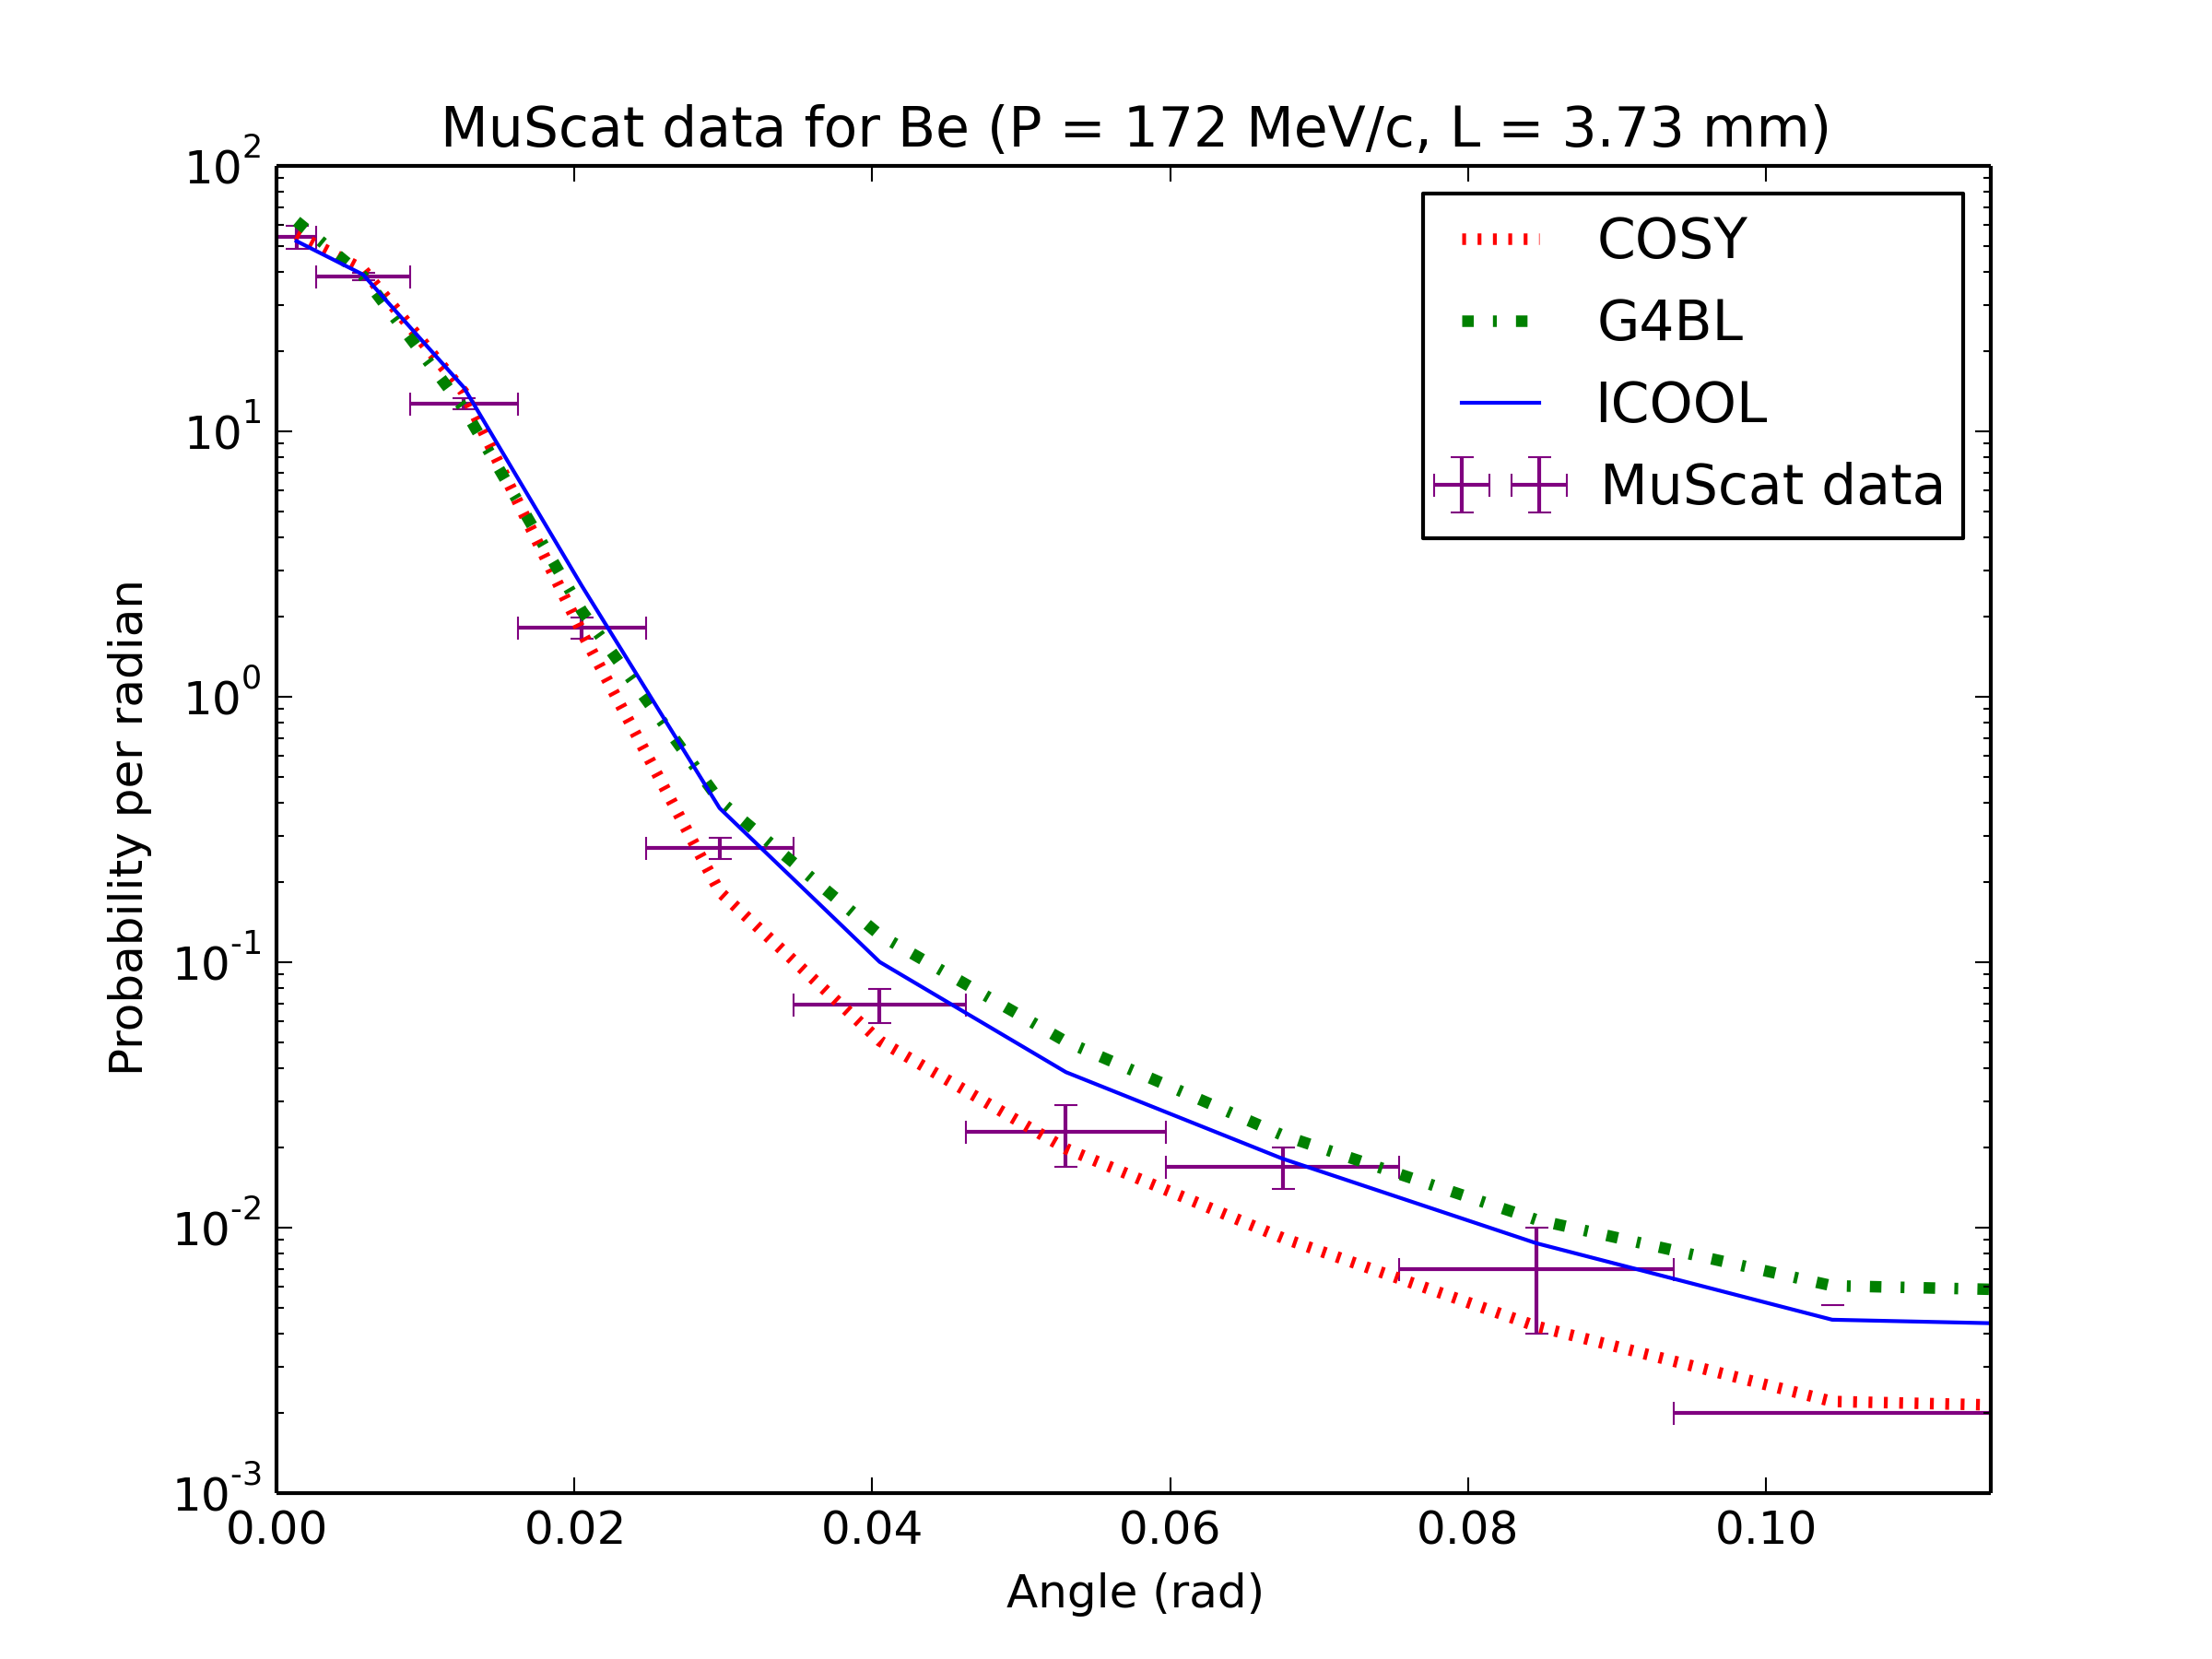 MuScat data for Be (P = 172 MeV/c, L = 3.73 mm)
10^2
10^1
10^0
10^-1
10^-2
10^-3
Probability per radian
COSY
G4BL
ICOOL
MuScat data
0.00 0.02 0.04 0.06 0.08 0.10
Angle (rad)